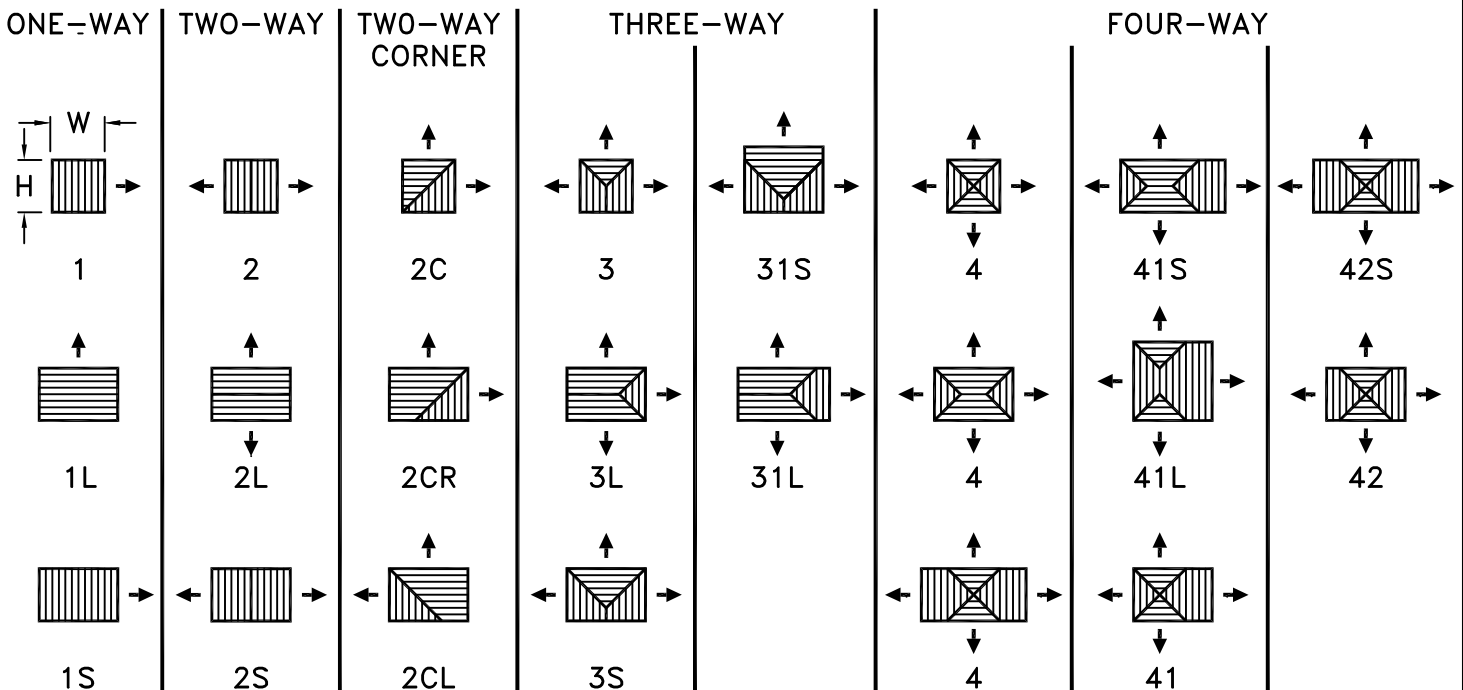 ONE-WAY TWO-WAY TWO-WAY THREE-WAY FOUR-WAY
CORNER
W
H
1 2 2C 3 31S 4 41S 42S
1L 2L 2CR 3L 31L 4 41L 42
1S 2S 2CL 3S 4 41